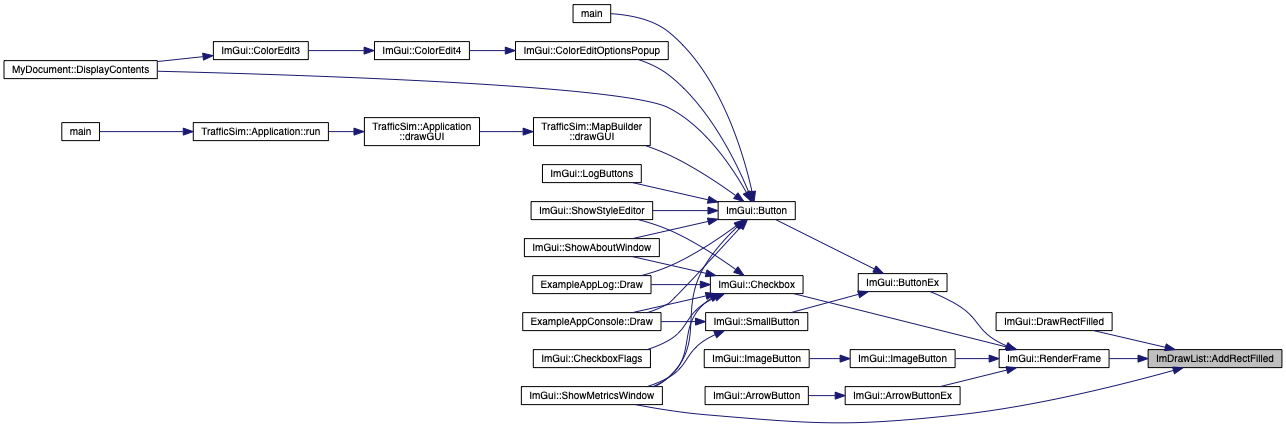 main
ImGui::ColorEdit3
ImGui::ColorEdit4
ImGui::ColorEditOptionsPopup
MyDocument::DisplayContents
main
TrafficSim::Application::run
TrafficSim::Application
::drawGUI
TrafficSim::MapBuilder
::drawGUI
ImGui::LogButtons
ImGui::ShowStyleEditor
ImGui::Button
ImGui::ShowAboutWindow
ExampleAppLog::Draw
ImGui::Checkbox
ImGui::ButtonEx
ExampleAppConsole::Draw
ImGui::SmallButton
ImGui::DrawRectFilled
ImGui::CheckboxFlags
ImGui::ImageButton
ImGui::ImageButton
ImGui::RenderFrame
ImDrawList::AddRectFilled
ImGui::ShowMetricsWindow
ImGui::ArrowButton
ImGui::ArrowButtonEx